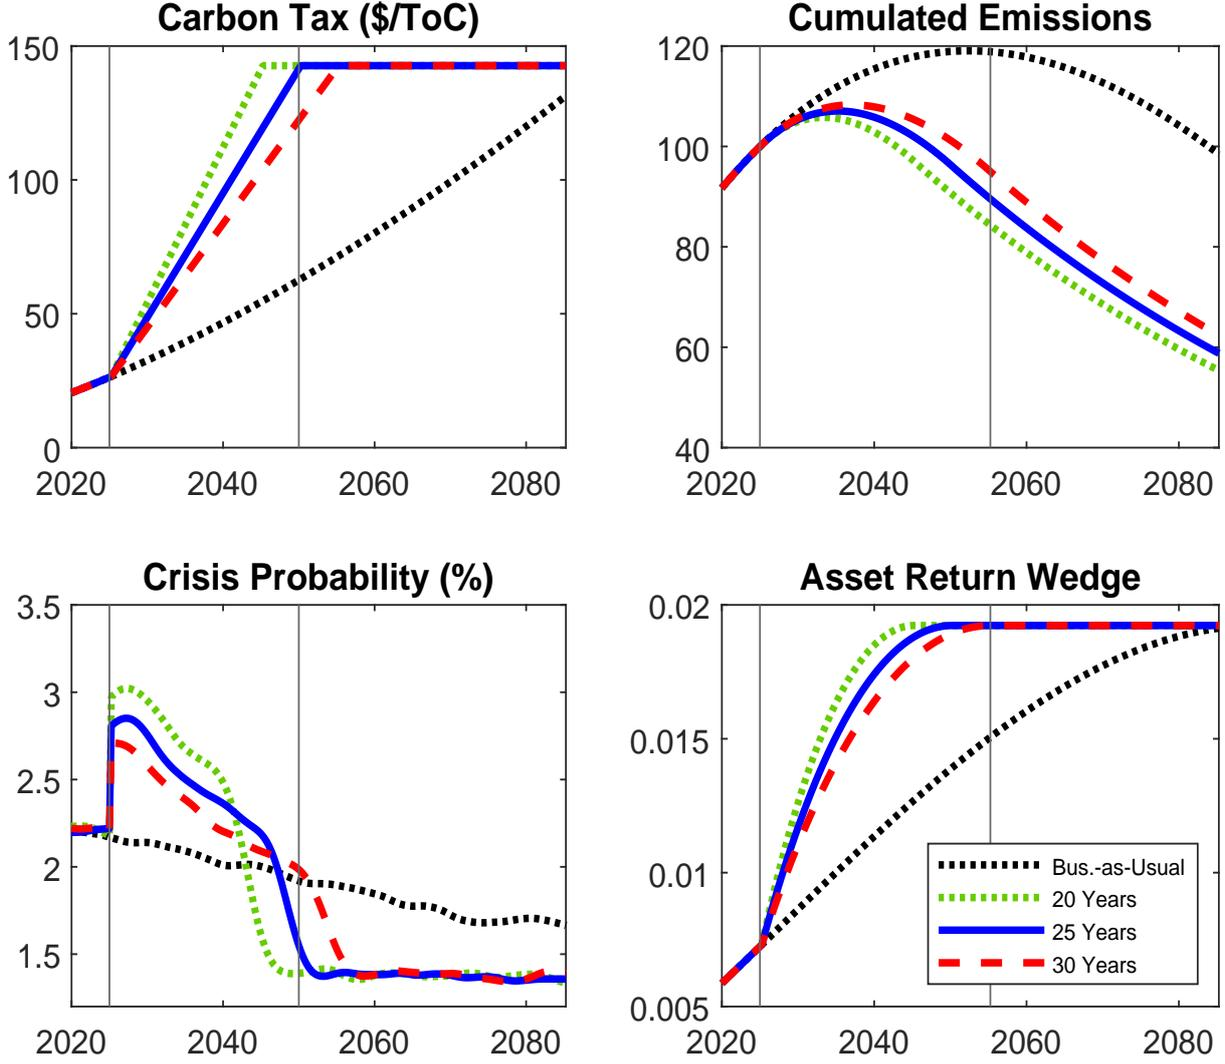 Carbon Tax ($/ToC)
150
100
50
0
2020 2040 2060 2080
Cumulated Emissions
120
100
80
60
40
2020 2040 2060 2080
Crisis Probability (%)
3.5
3
2.5
2
1.5
2020 2040 2060 2080
Asset Return Wedge
0.02
0.015
0.01
0.005
2020 2040 2060 2080
Bus.-as-Usual
20 Years
25 Years
30 Years